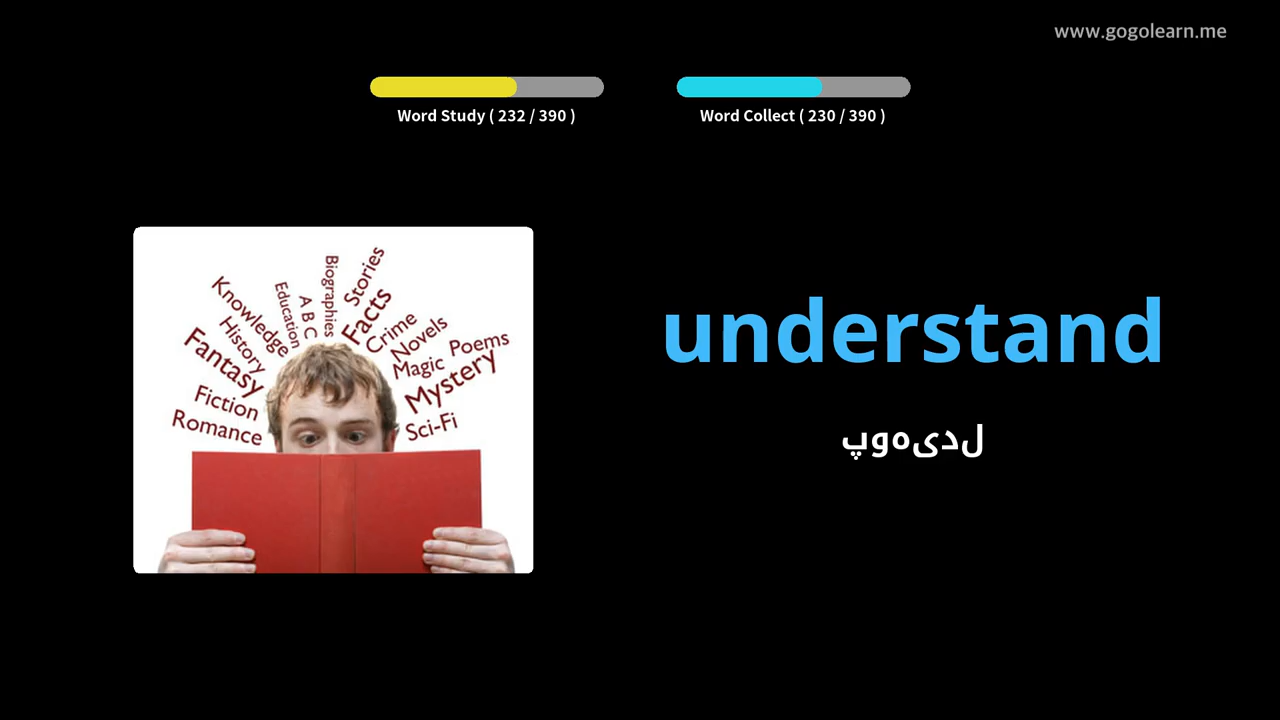 www.gogolearn.me
Word Study ( 232 / 390 )
Word Collect ( 230 / 390 )
Stories
Biographies
Education
A B C
Facts
Knowledge
Crime
History
Novels
Poems
Fantasy
Magic
Mystery
Fiction
Sci-Fi
Romance
understand
پوهیدل